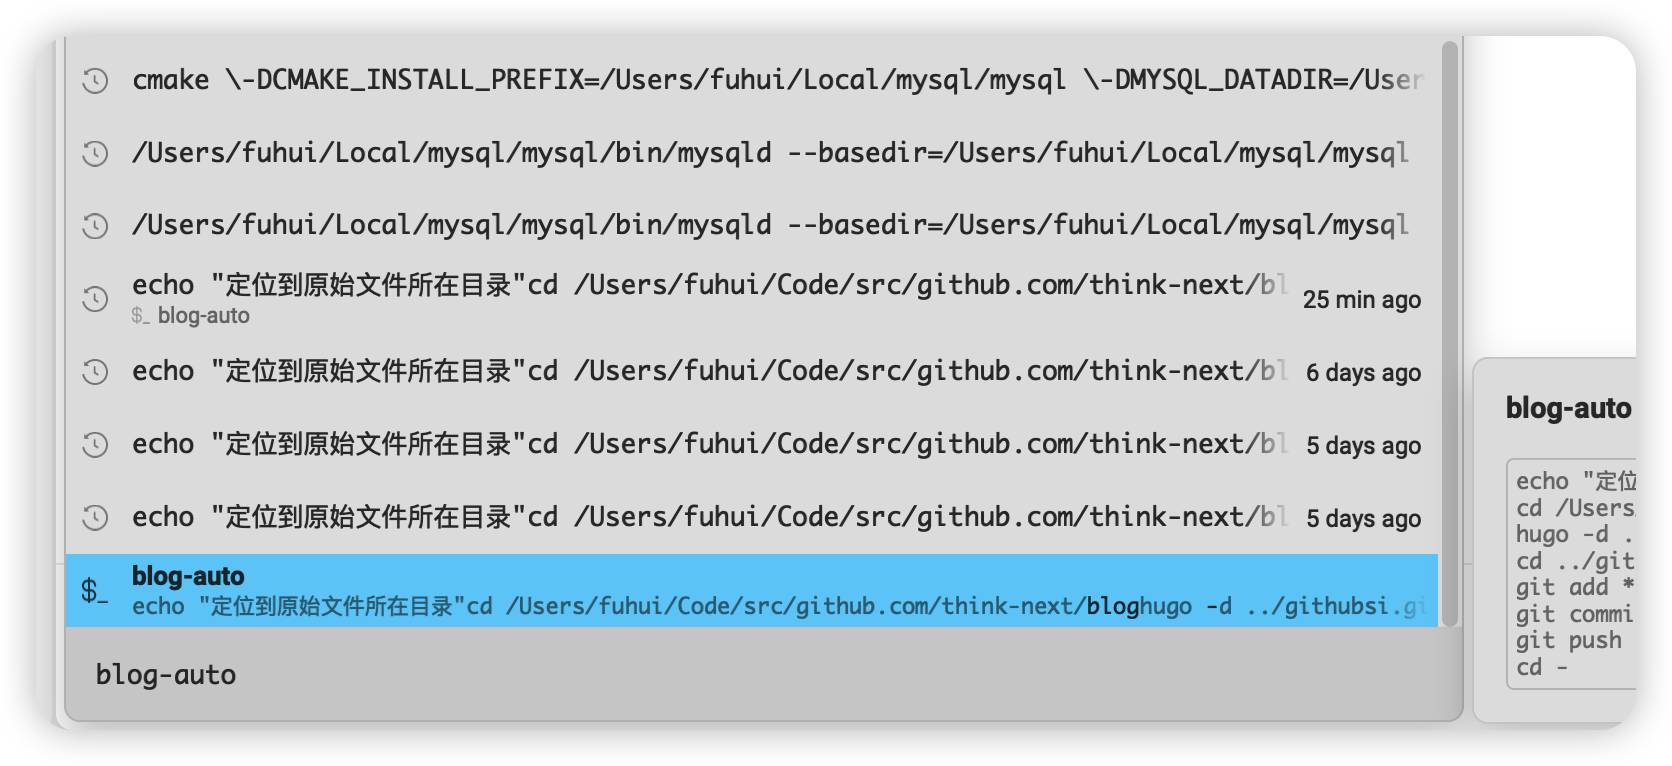 cmake \-DCMAKE_INSTALL_PREFIX=/Users/fuhui/Local/mysql/mysql \-DMYSQL_DATADIR=/User
/Users/fuhui/Local/mysql/mysql/bin/mysqld --basedir=/Users/fuhui/Local/mysql/mysql
/Users/fuhui/Local/mysql/mysql/bin/mysqld --basedir=/Users/fuhui/Local/mysql/mysql
echo "定位到原始文件所在目录"cd /Users/fuhui/Code/src/github.com/think-next/bl 25 min ago
$_ blog-auto
echo "定位到原始文件所在目录"cd /Users/fuhui/Code/src/github.com/think-next/bl 6 days ago
echo "定位到原始文件所在目录"cd /Users/fuhui/Code/src/github.com/think-next/bl 5 days ago
echo "定位到原始文件所在目录"cd /Users/fuhui/Code/src/github.com/think-next/bl 5 days ago
$_ blog-auto
echo "定位到原始文件所在目录"cd /Users/fuhui/Code/src/github.com/think-next/bloghugo -d ../githubsi.gi
blog-auto
blog-auto
echo "定位
cd /Users/
hugo -d .
cd ../git
git add *
git commi
git push
cd -